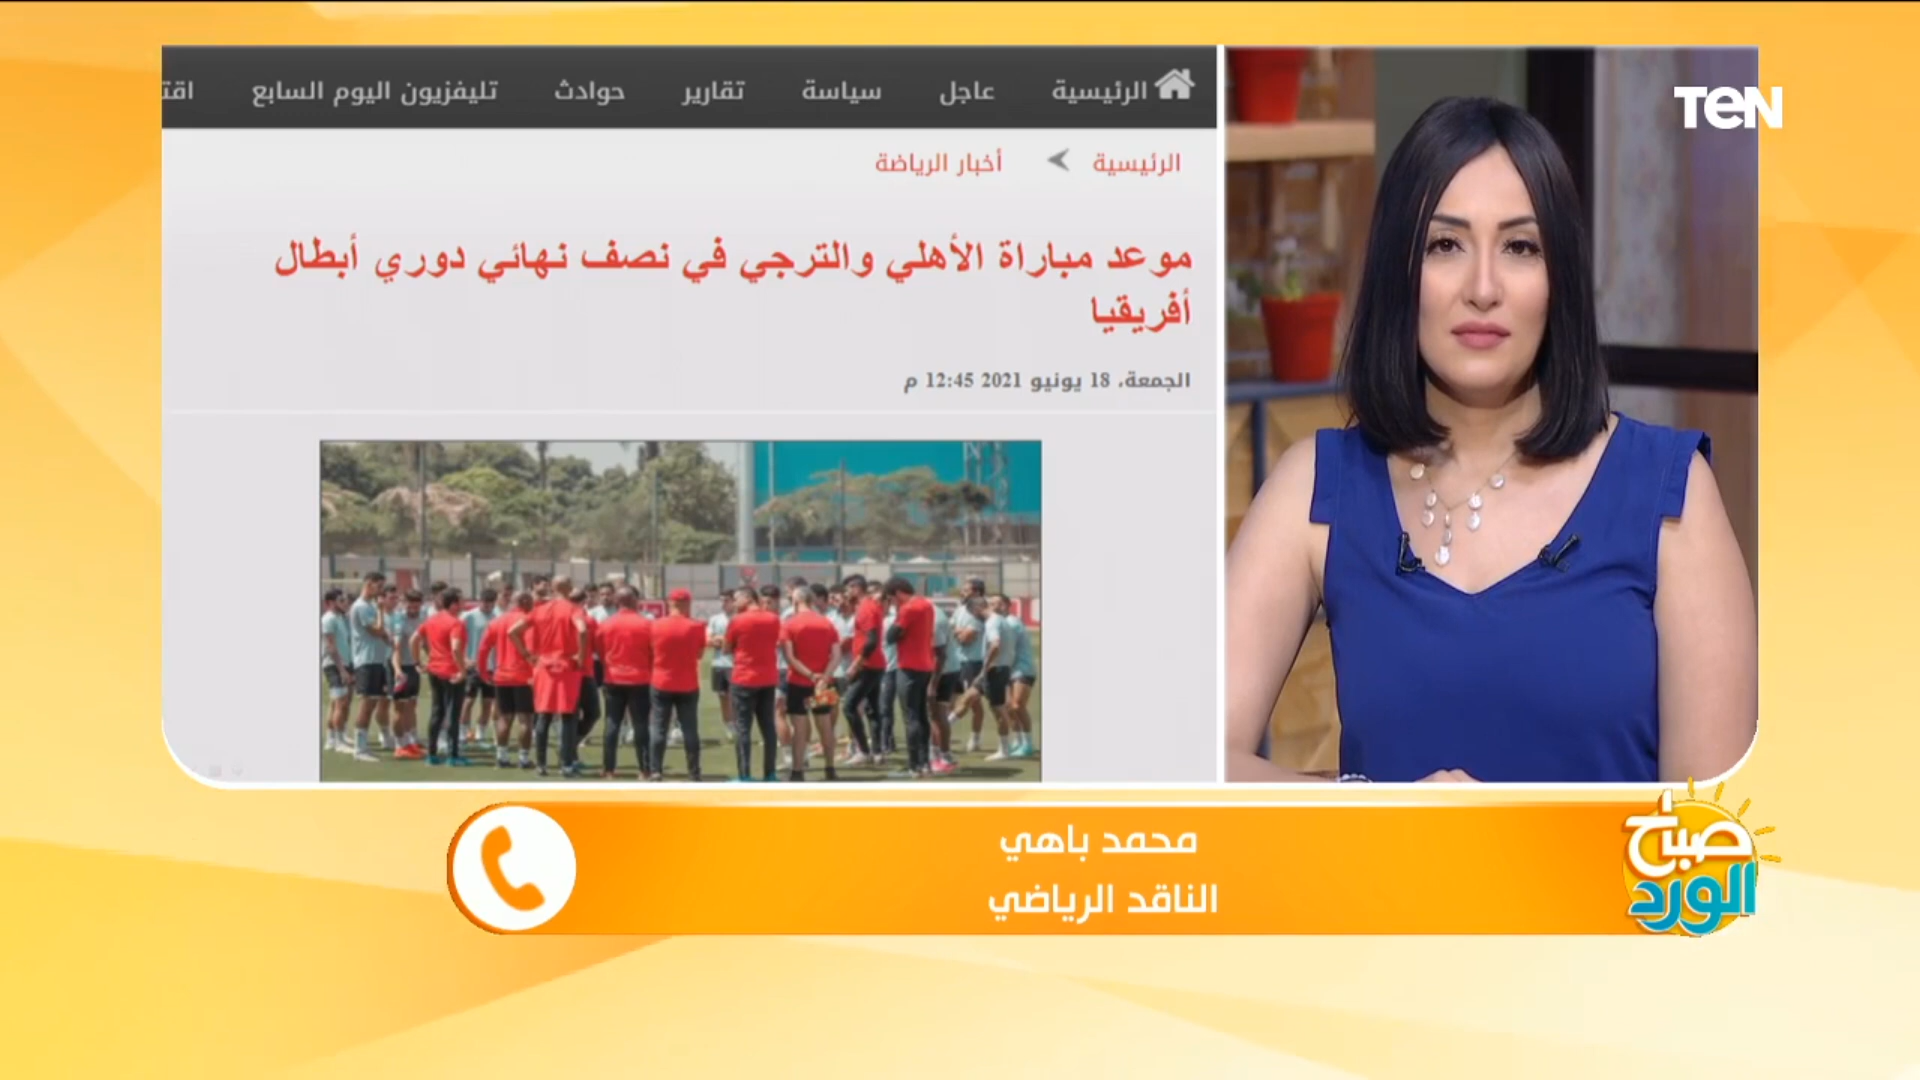 TeN
الرئيسية عاجل سياسة تقارير حوادث تليفزيون اليوم السابع
الرئيسية أخبار الرياضة
موعد مباراة الأهلي والترجي في نصف نهائي دوري أبطال
أفريقيا
الجمعة، 18 يونيو 2021 12:45 م
محمد باهي
الناقد الرياضي
صباح
الورد